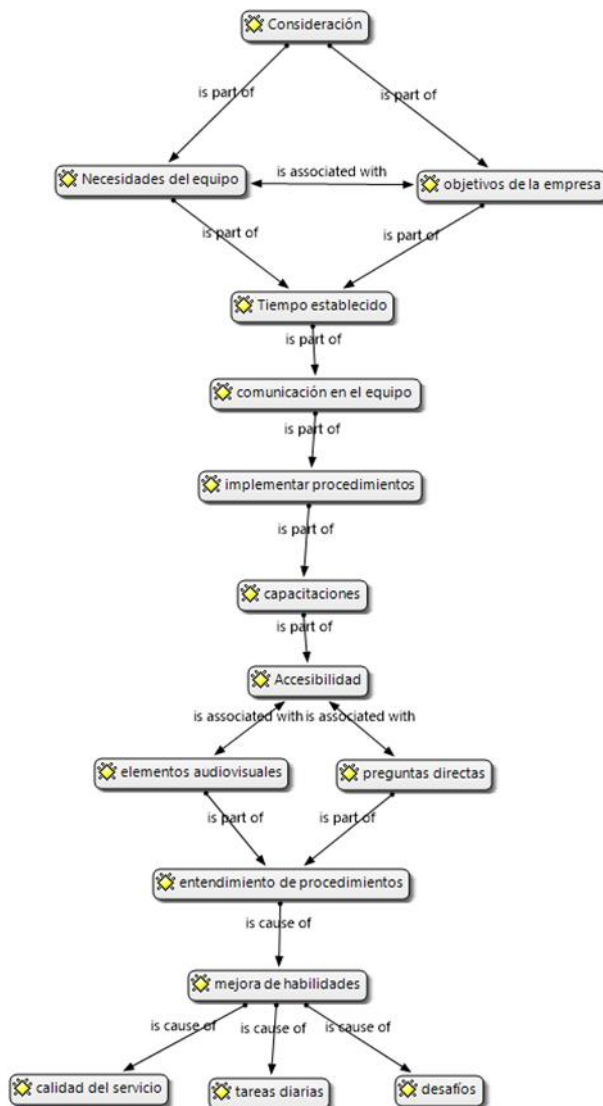 Consideración
is part of
is part of
Necesidades del equipo
is associated with
objetivos de la empresa
is part of
is part of
Tiempo establecido
is part of
comunicación en el equipo
is part of
implementar procedimientos
is part of
capacitaciones
is part of
Accesibilidad
is associated with
is associated with
elementos audiovisuales
preguntas directas
is part of
is part of
entendimiento de procedimientos
is cause of
mejora de habilidades
is cause of
is cause of
is cause of
calidad del servicio
tareas diarias
desafíos